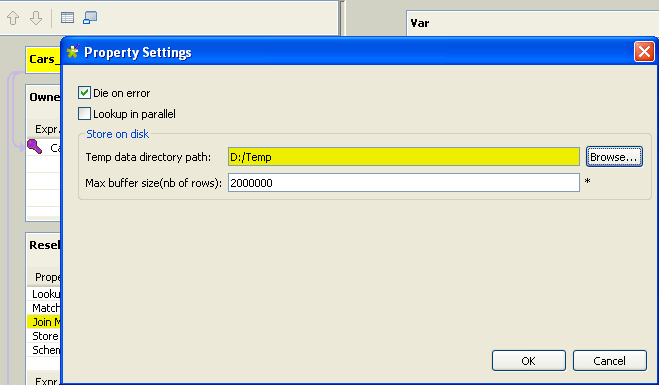 Var
Property Settings
Cars_
Die on error
Owne
Lookup in parallel
Store on disk
Expr.
Ca
Temp data directory path: D:/Temp Browse...
Max buffer size(nb of rows): 2000000 *
Resel
Prope
Looku
Match
Join M
Store
Schem
OK Cancel
Expr.